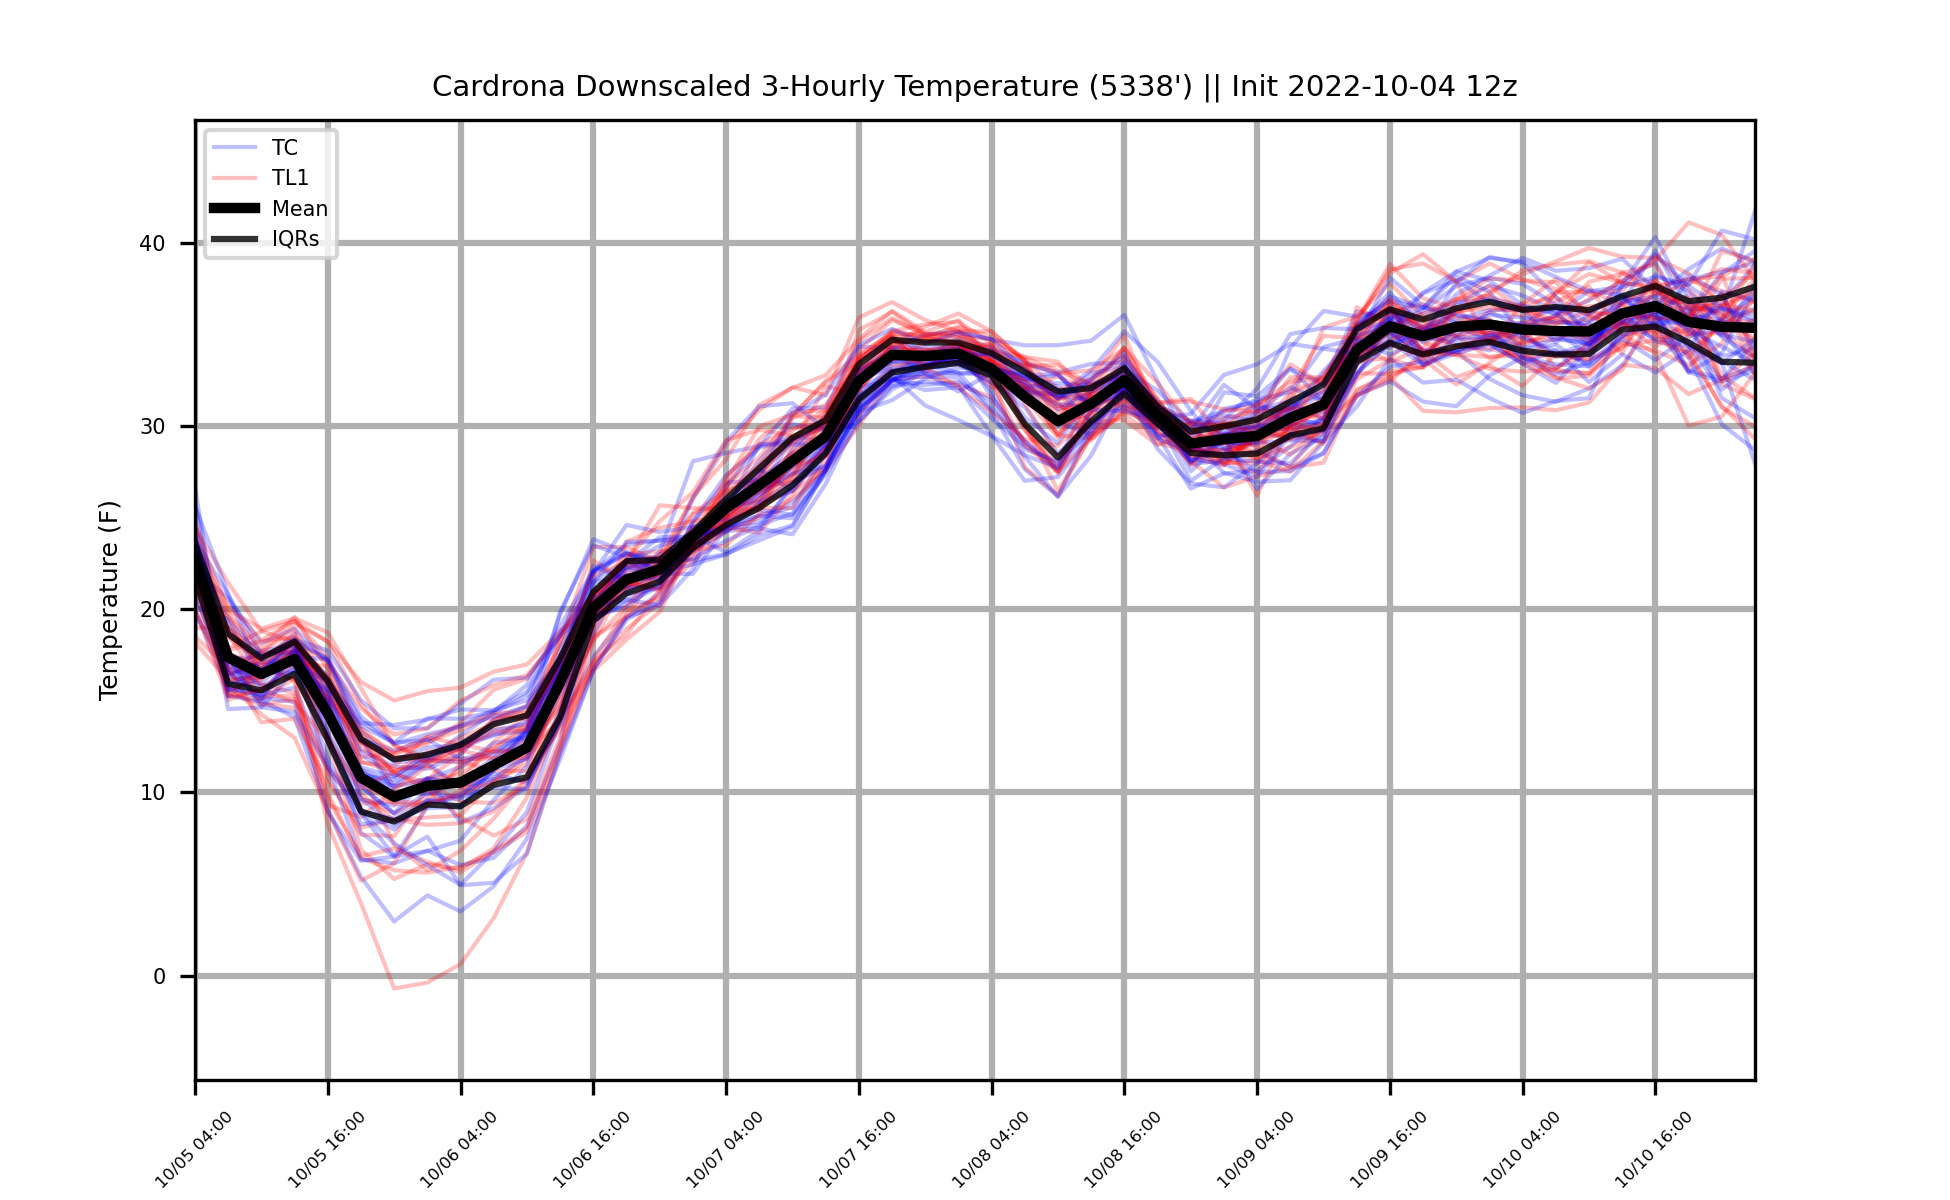 Cardrona Downscaled 3-Hourly Temperature (5338') || Init 2022-10-04 12z
TC
TL1
Mean
IQRs
Temperature (F)
40
30
20
10
0
10/05 04:00
10/05 16:00
10/06 04:00
10/06 16:00
10/07 04:00
10/07 16:00
10/08 04:00
10/08 16:00
10/09 04:00
10/09 16:00
10/10 04:00
10/10 16:00